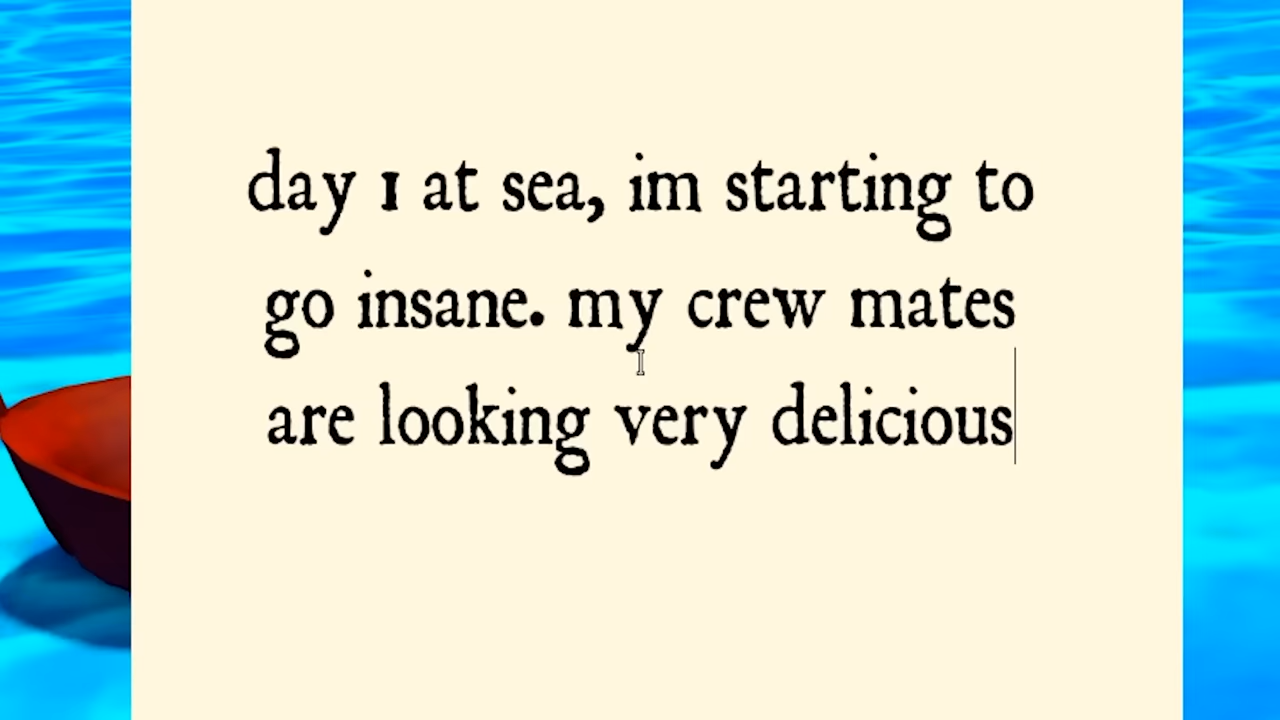 day 1 at sea, im starting to
go insane. my crew mates
are looking very delicious